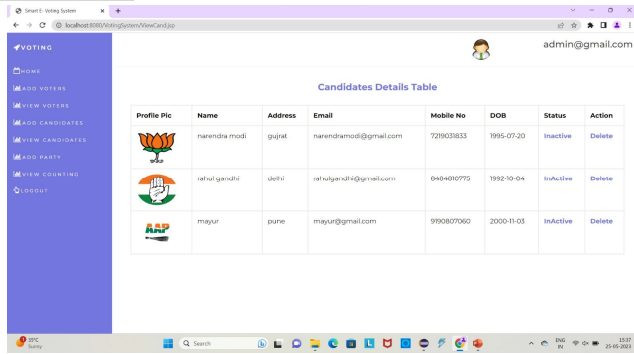 Smart E- Voting System
localhost:8080/VotingSystem/ViewCand.jsp
VOTING
admin@gmail.com
HOME
ADD VOTERS
VIEW VOTERS
ADD CANDIDATES
VIEW CANDIDATES
ADD PARTY
VIEW COUNTING
LOGOUT
Candidates Details Table
Profile Pic Name Address Email Mobile No DOB Status Action
narendra modi gujrat narendramodi@gmail.com 7219031833 1995-07-20 Inactive Delete
rahul gandhi delhi rahulgandhi@gmail.com 1992-10-04 InActive Delete
AAP mayur pune mayur@gmail.com 9190807060 2000-11-03 InActive Delete
35°C
Sunny
Search
ENG
IN
15:37
25-05-2023